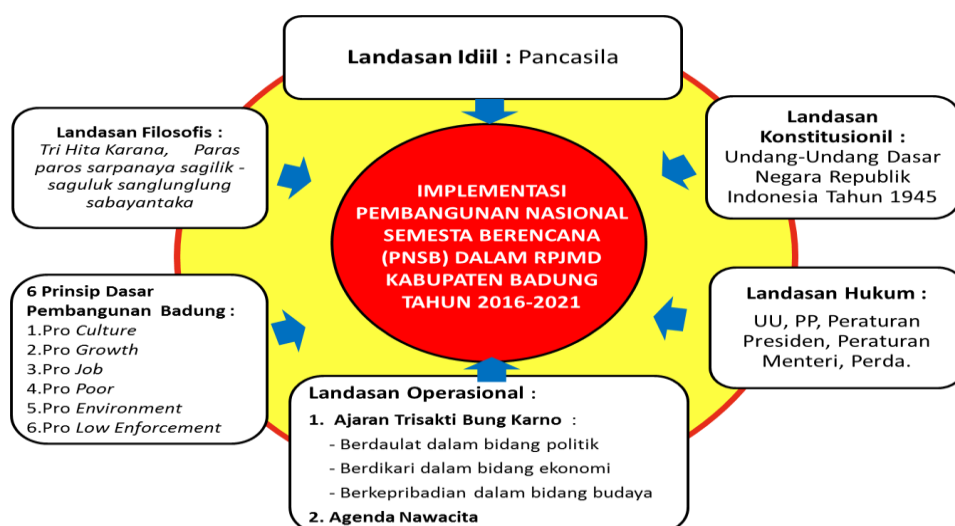 Landasan Idiil : Pancasila
Landasan Filosofis :
Tri Hita Karana, Paras
paros sarpanaya sagilik -
saguluk sanglunglung
sabayantaka
Landasan
Konstitusionil :
Undang-Undang Dasar
Negara Republik
Indonesia Tahun 1945
IMPLEMENTASI
PEMBANGUNAN NASIONAL
SEMESTA BERENCANA
(PNSB) DALAM RPJMD
KABUPATEN BADUNG
TAHUN 2016-2021
6 Prinsip Dasar
Pembangunan Badung :
1.Pro Culture
2.Pro Growth
3.Pro Job
4.Pro Poor
5.Pro Environment
6.Pro Low Enforcement
Landasan Hukum :
UU, PP, Peraturan
Presiden, Peraturan
Menteri, Perda.
Landasan Operasional :
1. Ajaran Trisakti Bung Karno :
- Berdaulat dalam bidang politik
- Berdikari dalam bidang ekonomi
- Berkepribadian dalam bidang budaya
2. Agenda Nawacita